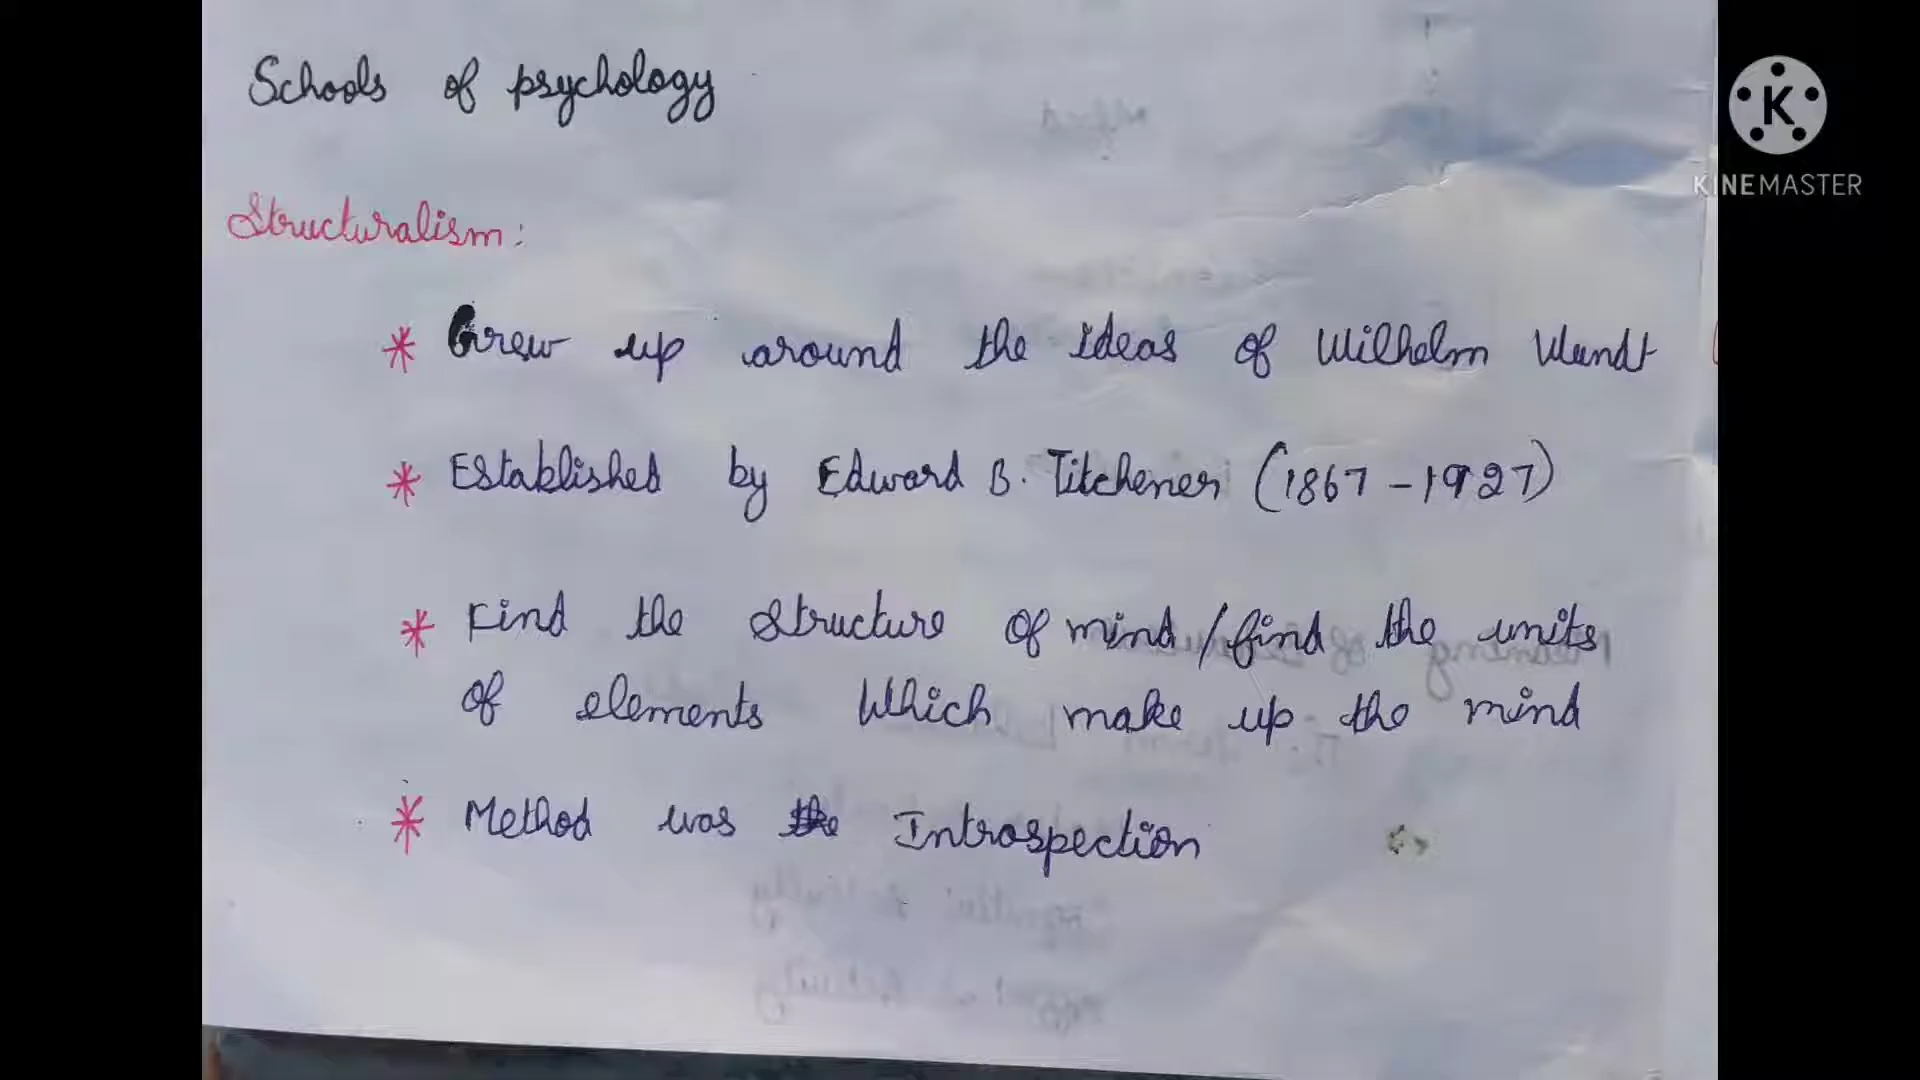 Schools of psychology
Structuralism:
* Grew up around the ideas of Wilhelm Wundt
* Established by Edward B. Titchener (1867-1927)
* Find the structure of mind/find the units
of elements Which make up the mind
* Method was the Introspection
K
KINEMASTER